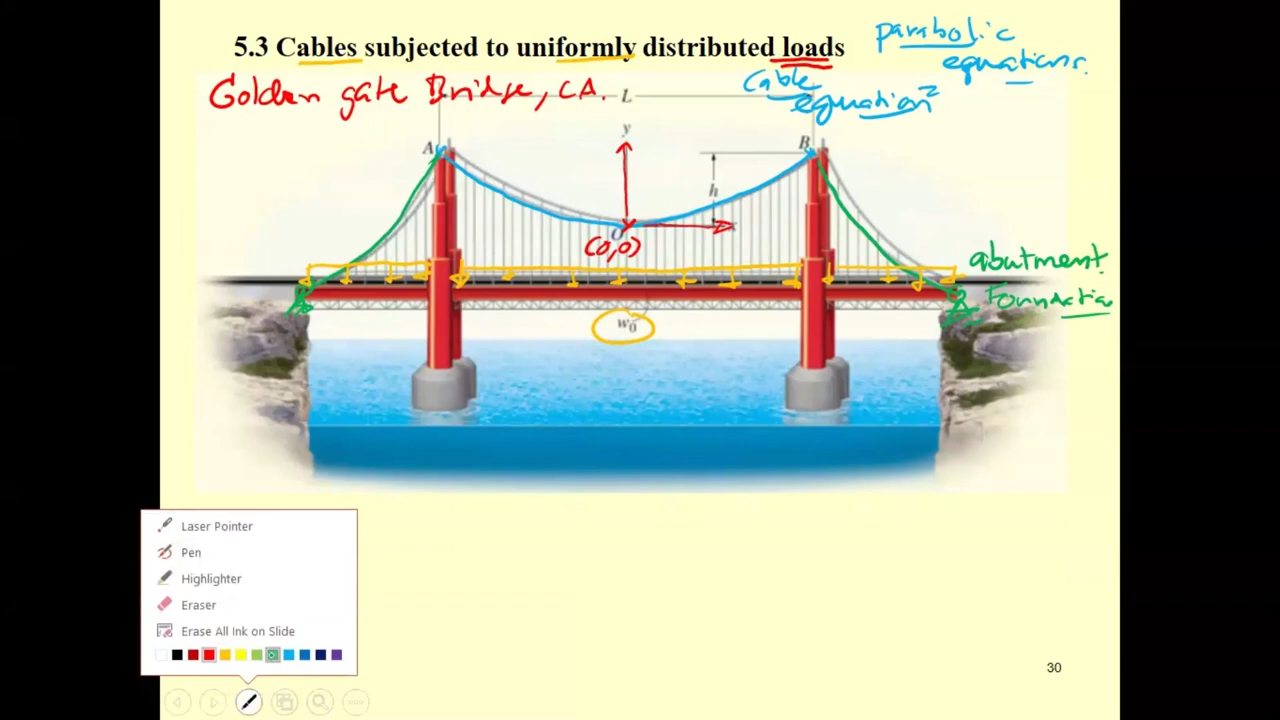 5.3 Cables subjected to uniformly distributed loads
parabolic
equations.
Golden gate Bridge, CA.
Cable
equation?
L
y
A
B
h
O
x
(0,0)
abutment.
Foundatio
w0
Laser Pointer
Pen
Highlighter
Eraser
Erase All Ink on Slide
30